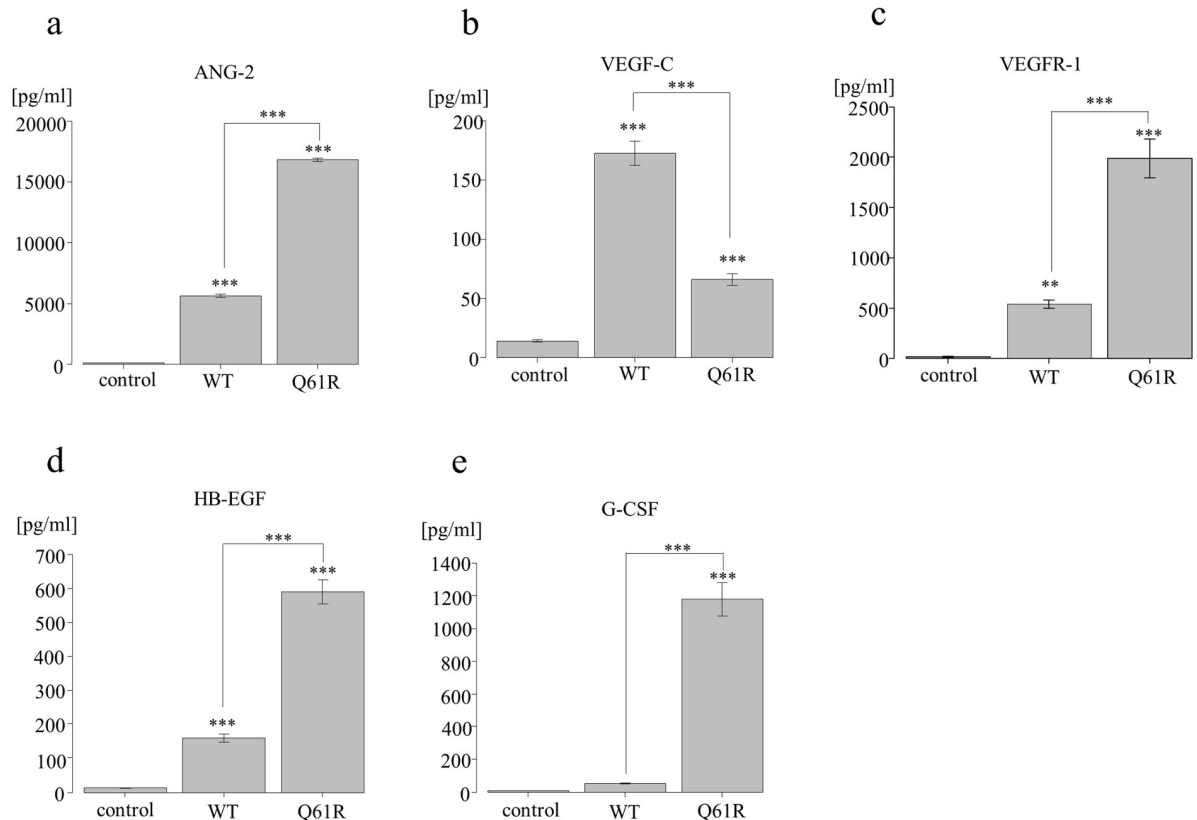 a
ANG-2
[pg/ml]
20000
15000
10000
5000
0
***
***
***
control WT Q61R
b
VEGF-C
[pg/ml]
200
150
100
50
0
***
***
***
control WT Q61R
c
VEGFR-1
[pg/ml]
2500
2000
1500
1000
500
0
***
***
**
control WT Q61R
d
HB-EGF
[pg/ml]
700
600
500
400
300
200
100
0
***
***
***
control WT Q61R
e
G-CSF
[pg/ml]
1400
1200
1000
800
600
400
200
0
***
***
control WT Q61R